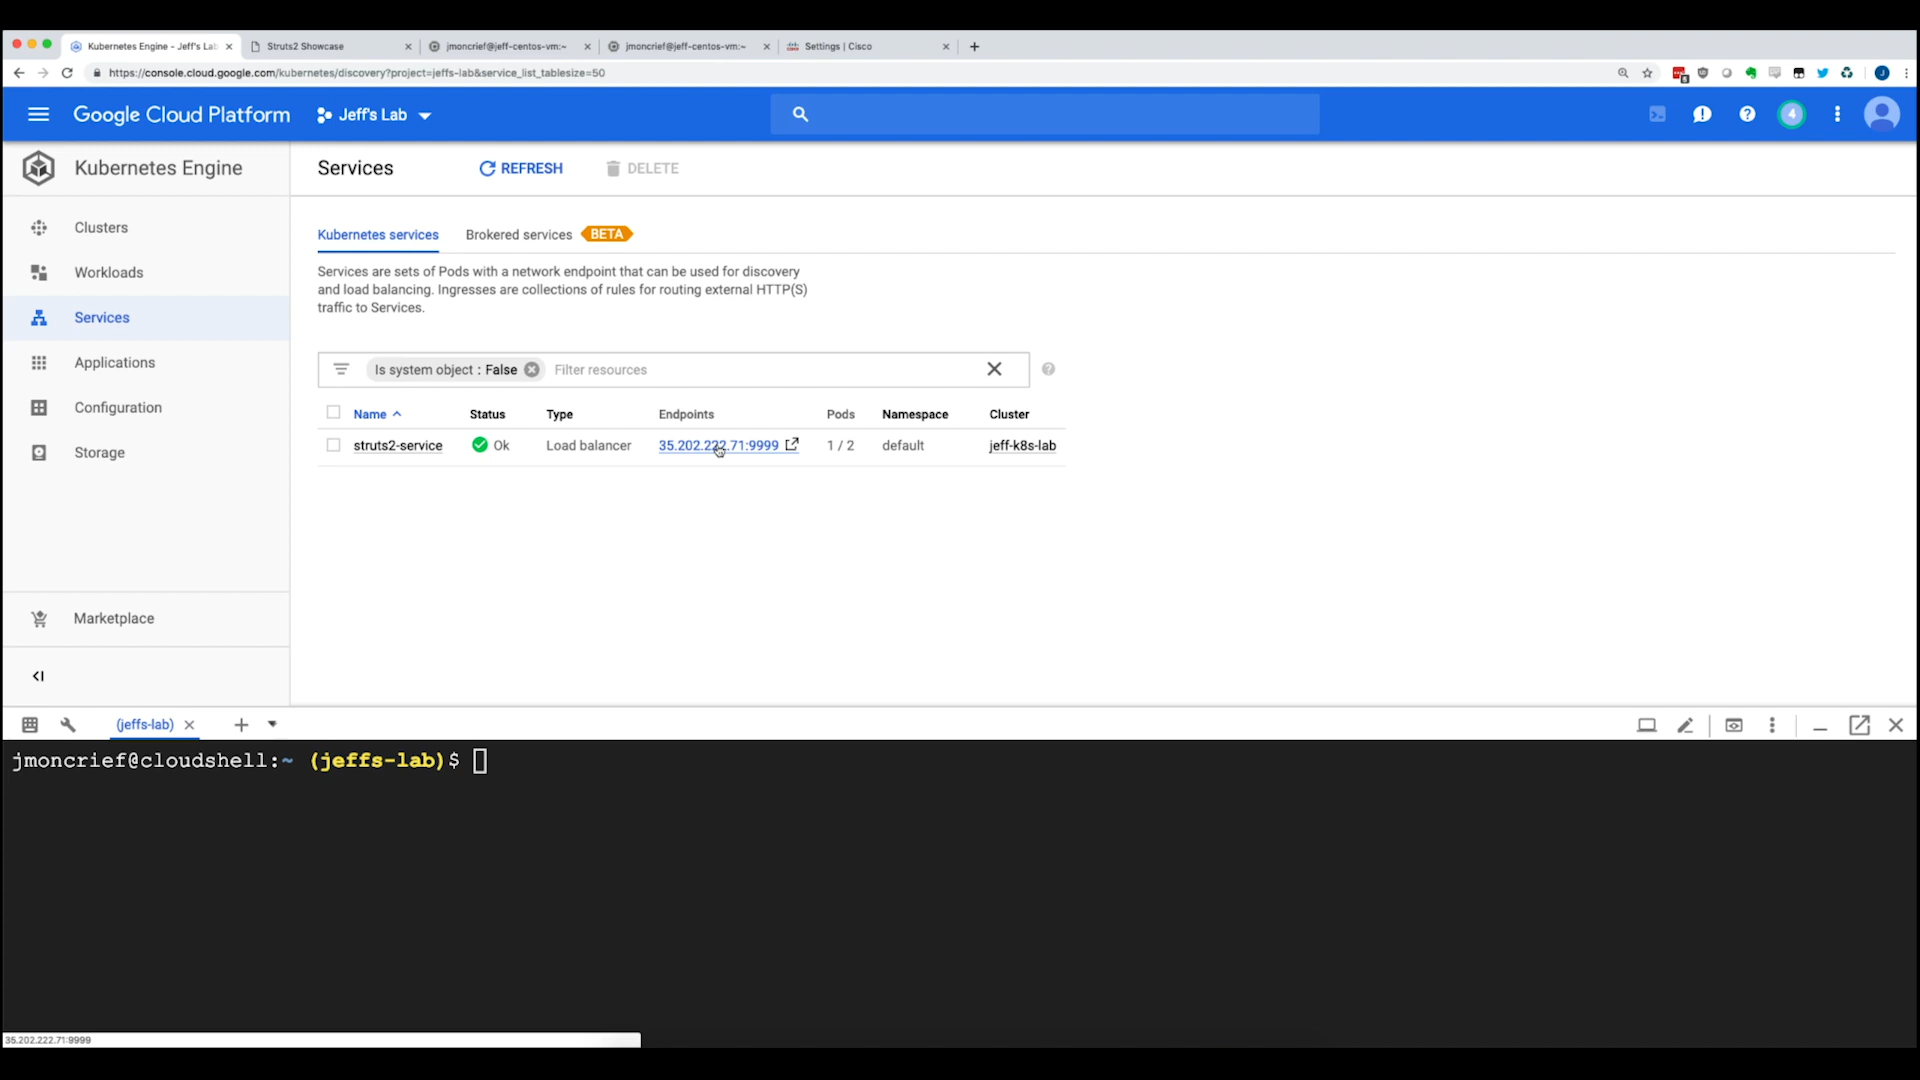 Kubernetes Engine - Jeff's Lab
Struts2 Showcase
jmoncrief@jeff-centos-vm:~
jmoncrief@jeff-centos-vm:~
Settings | Cisco
https://console.cloud.google.com/kubernetes/discovery?project=jeffs-lab&service_list_tablesize=50
Google Cloud Platform
Jeff's Lab
4
Kubernetes Engine
Services
REFRESH
DELETE
Clusters
Workloads
Services
Applications
Configuration
Storage
Marketplace
Kubernetes services
Brokered services
BETA
Services are sets of Pods with a network endpoint that can be used for discovery
and load balancing. Ingresses are collections of rules for routing external HTTP(S)
traffic to Services.
Is system object : False
Filter resources
Name Status Type Endpoints Pods Namespace Cluster
struts2-service Ok Load balancer 35.202.222.71:9999 1 / 2 default jeff-k8s-lab
(jeffs-lab)
jmoncrief@cloudshell:~ (jeffs-lab)$
35.202.222.71:9999